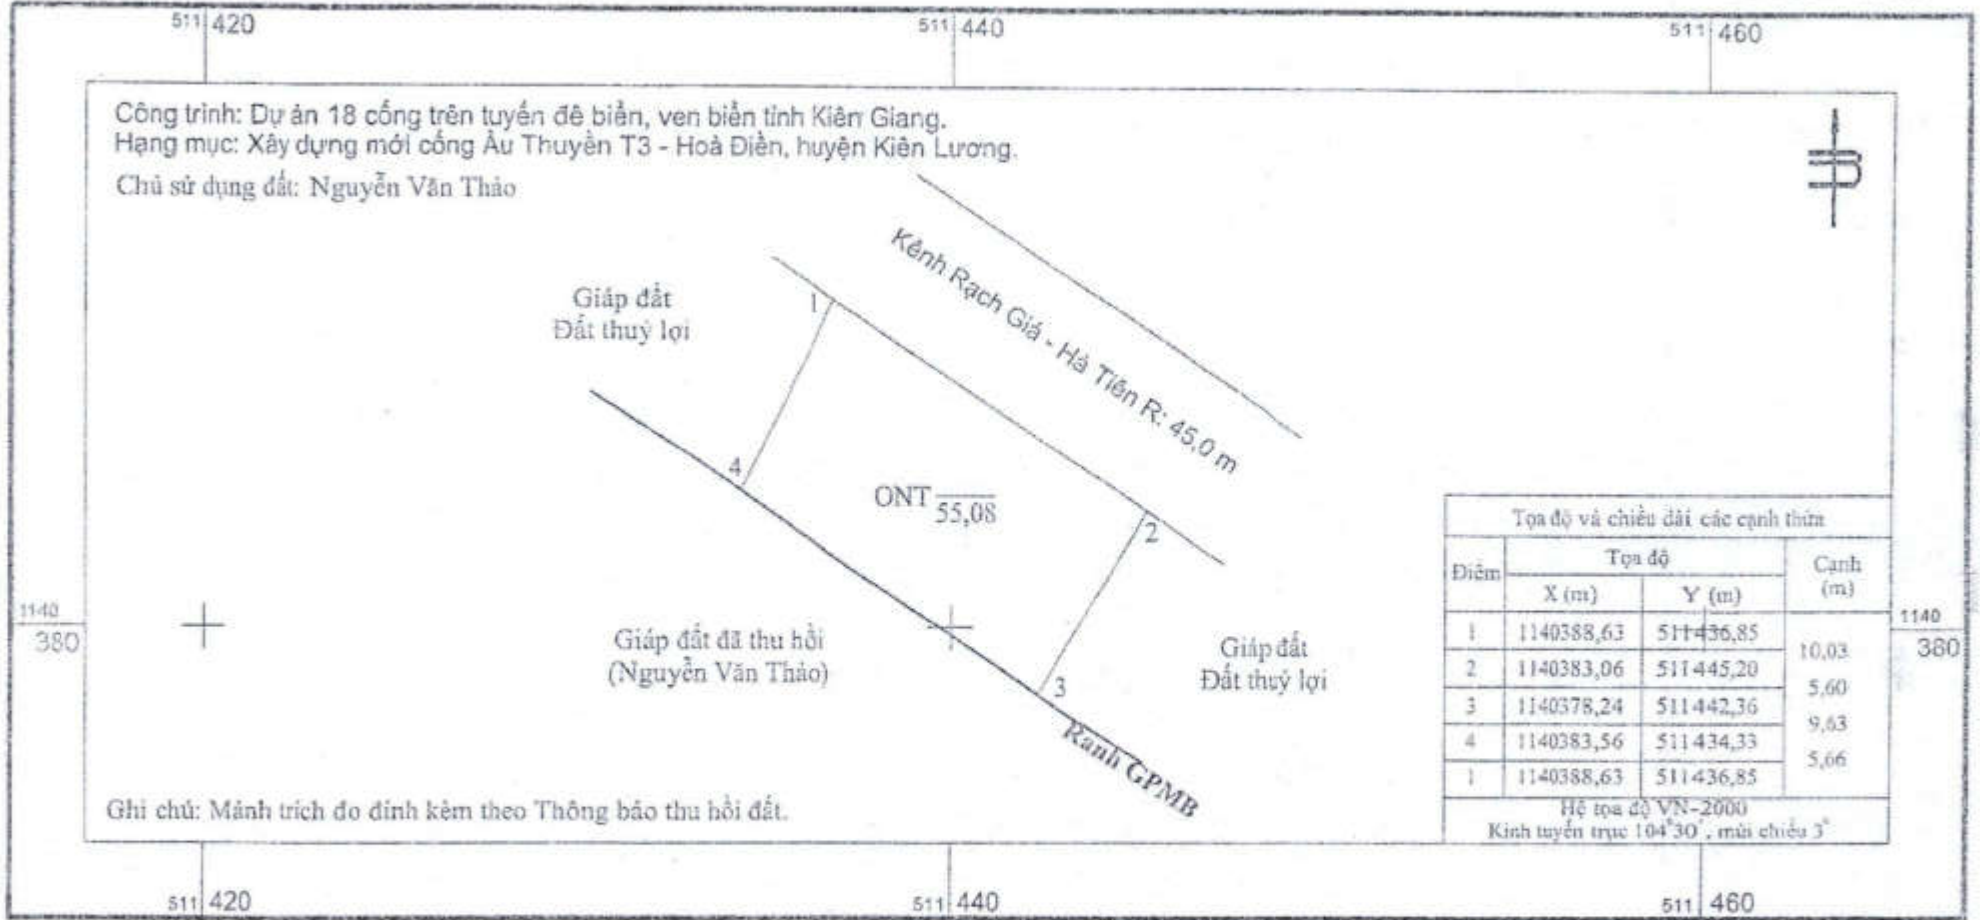 511 420
511 440
511 460
Công trình: Dự án 18 cống trên tuyến đê biển, ven biển tỉnh Kiên Giang.
Hạng mục: Xây dựng mới cống Âu Thuyền T3 - Hoà Điền, huyện Kiên Lương.
Chủ sử dụng đất: Nguyễn Văn Thảo
Kênh Rạch Giá - Hà Tiên R: 45,0 m
Giáp đất
Đất thuỷ lợi
1
4
ONT
55,08
2
1140
380
Giáp đất đã thu hồi
(Nguyễn Văn Thảo)
3
Giáp đất
Đất thuỷ lợi
Ranh GPMB
Tọa độ và chiều dài các cạnh thửa
Điểm Tọa độ Cạnh
X (m) Y (m) (m)
1 1140388,63 511436,85
10,03
2 1140383,06 511445,20
5,60
3 1140378,24 511442,36
9,63
4 1140383,56 511434,33
5,66
1 1140388,63 511436,85
Hệ tọa độ VN-2000
Kinh tuyến trục 104°30', múi chiếu 3°
1140
380
Ghi chú: Mảnh trích đo đính kèm theo Thông báo thu hồi đất.
511 420
511 440
511 460